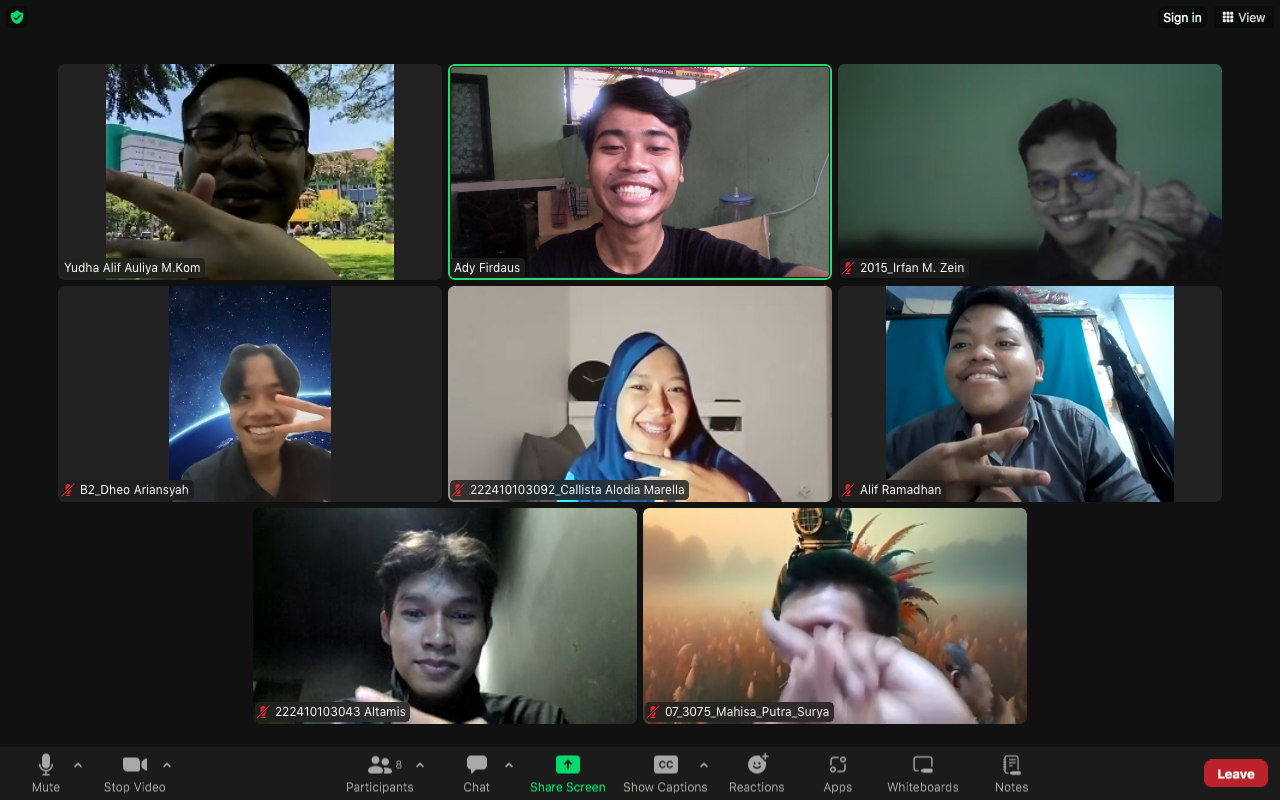 Sign in
View
Yudha Alif Auliya M.Kom
Ady Firdaus
2015_Irfan M. Zein
B2_Dheo Ariansyah
222410103092_Callista Alodia Marella
Alif Ramadhan
222410103043 Altamis
07_3075_Mahisa_Putra_Surya
8
CC
Mute
Stop Video
Participants
Chat
Share Screen
Show Captions
Reactions
Apps
Whiteboards
Notes
Leave